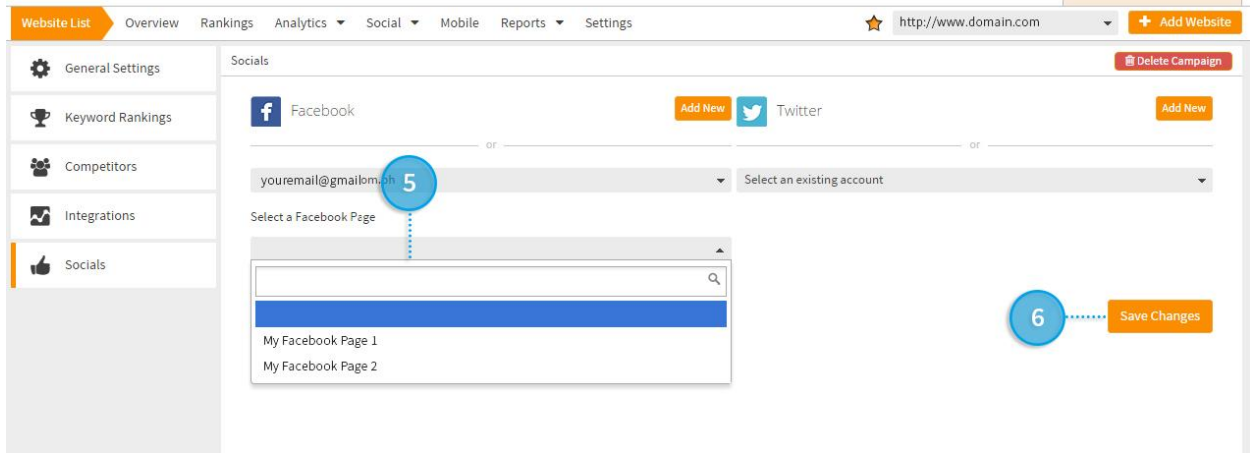 Website List Overview Rankings Analytics Social Mobile Reports Settings http://www.domain.com + Add Website
General Settings
Keyword Rankings
Competitors
Integrations
Socials
Socials Delete Campaign
f Facebook Add New Twitter Add New
or or
youremail@gmail 5 Select an existing account
Select a Facebook Page
My Facebook Page 1
My Facebook Page 2
6 Save Changes